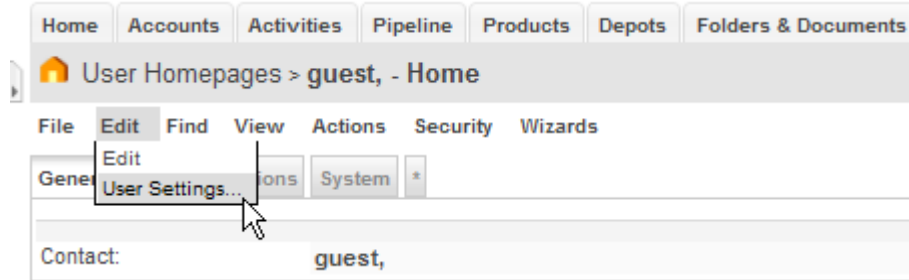 Home Accounts Activities Pipeline Products Depots Folders & Documents
User Homepages > guest, - Home
File Edit Find View Actions Security Wizards
Edit
System *
User Settings...
Contact: guest,